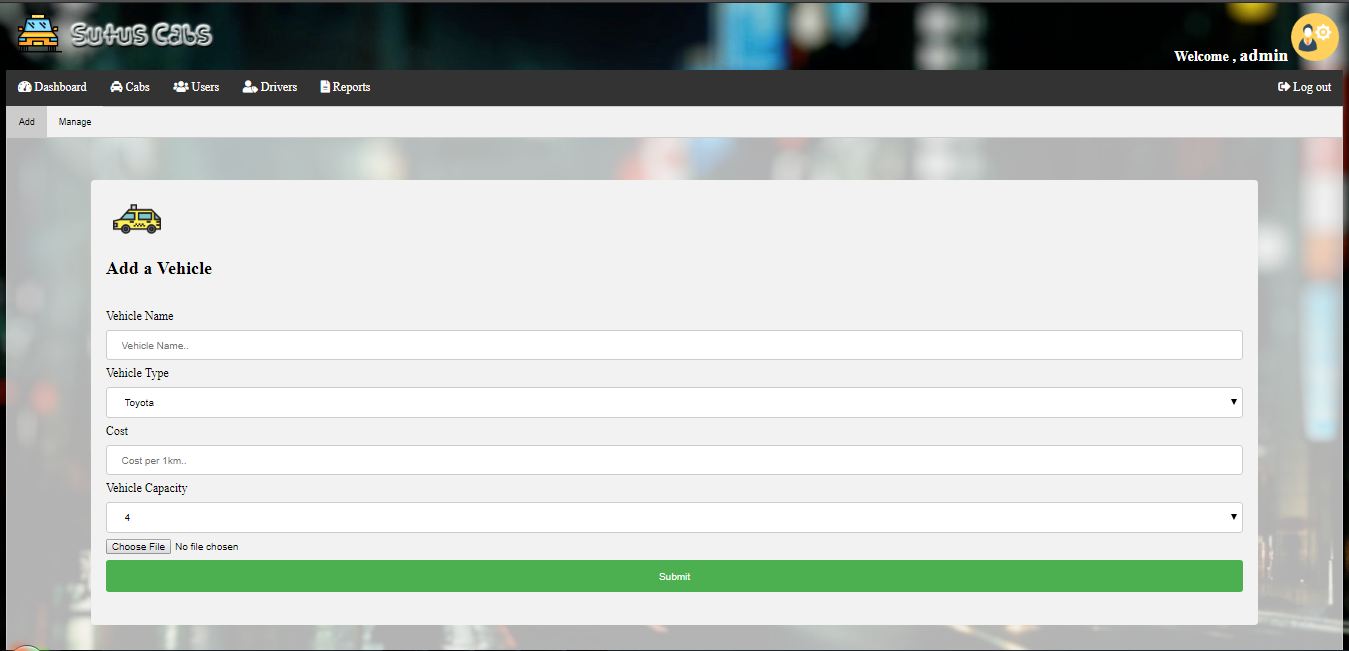 Sutus Cabs
Welcome , admin
Dashboard Cabs Users Drivers Reports Log out
Add Manage
Add a Vehicle
Vehicle Name
Vehicle Name..
Vehicle Type
Toyota
Cost
Cost per 1km..
Vehicle Capacity
4
Choose File No file chosen
Submit